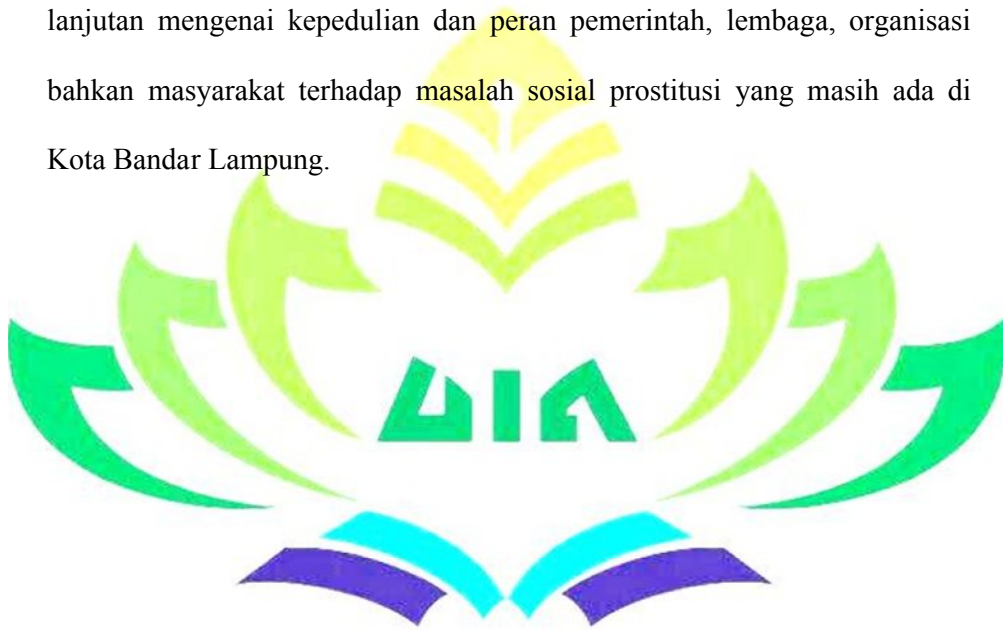 lanjutan mengenai kepedulian dan peran pemerintah, lembaga, organisasi
bahkan masyarakat terhadap masalah sosial prostitusi yang masih ada di
Kota Bandar Lampung.
UIN